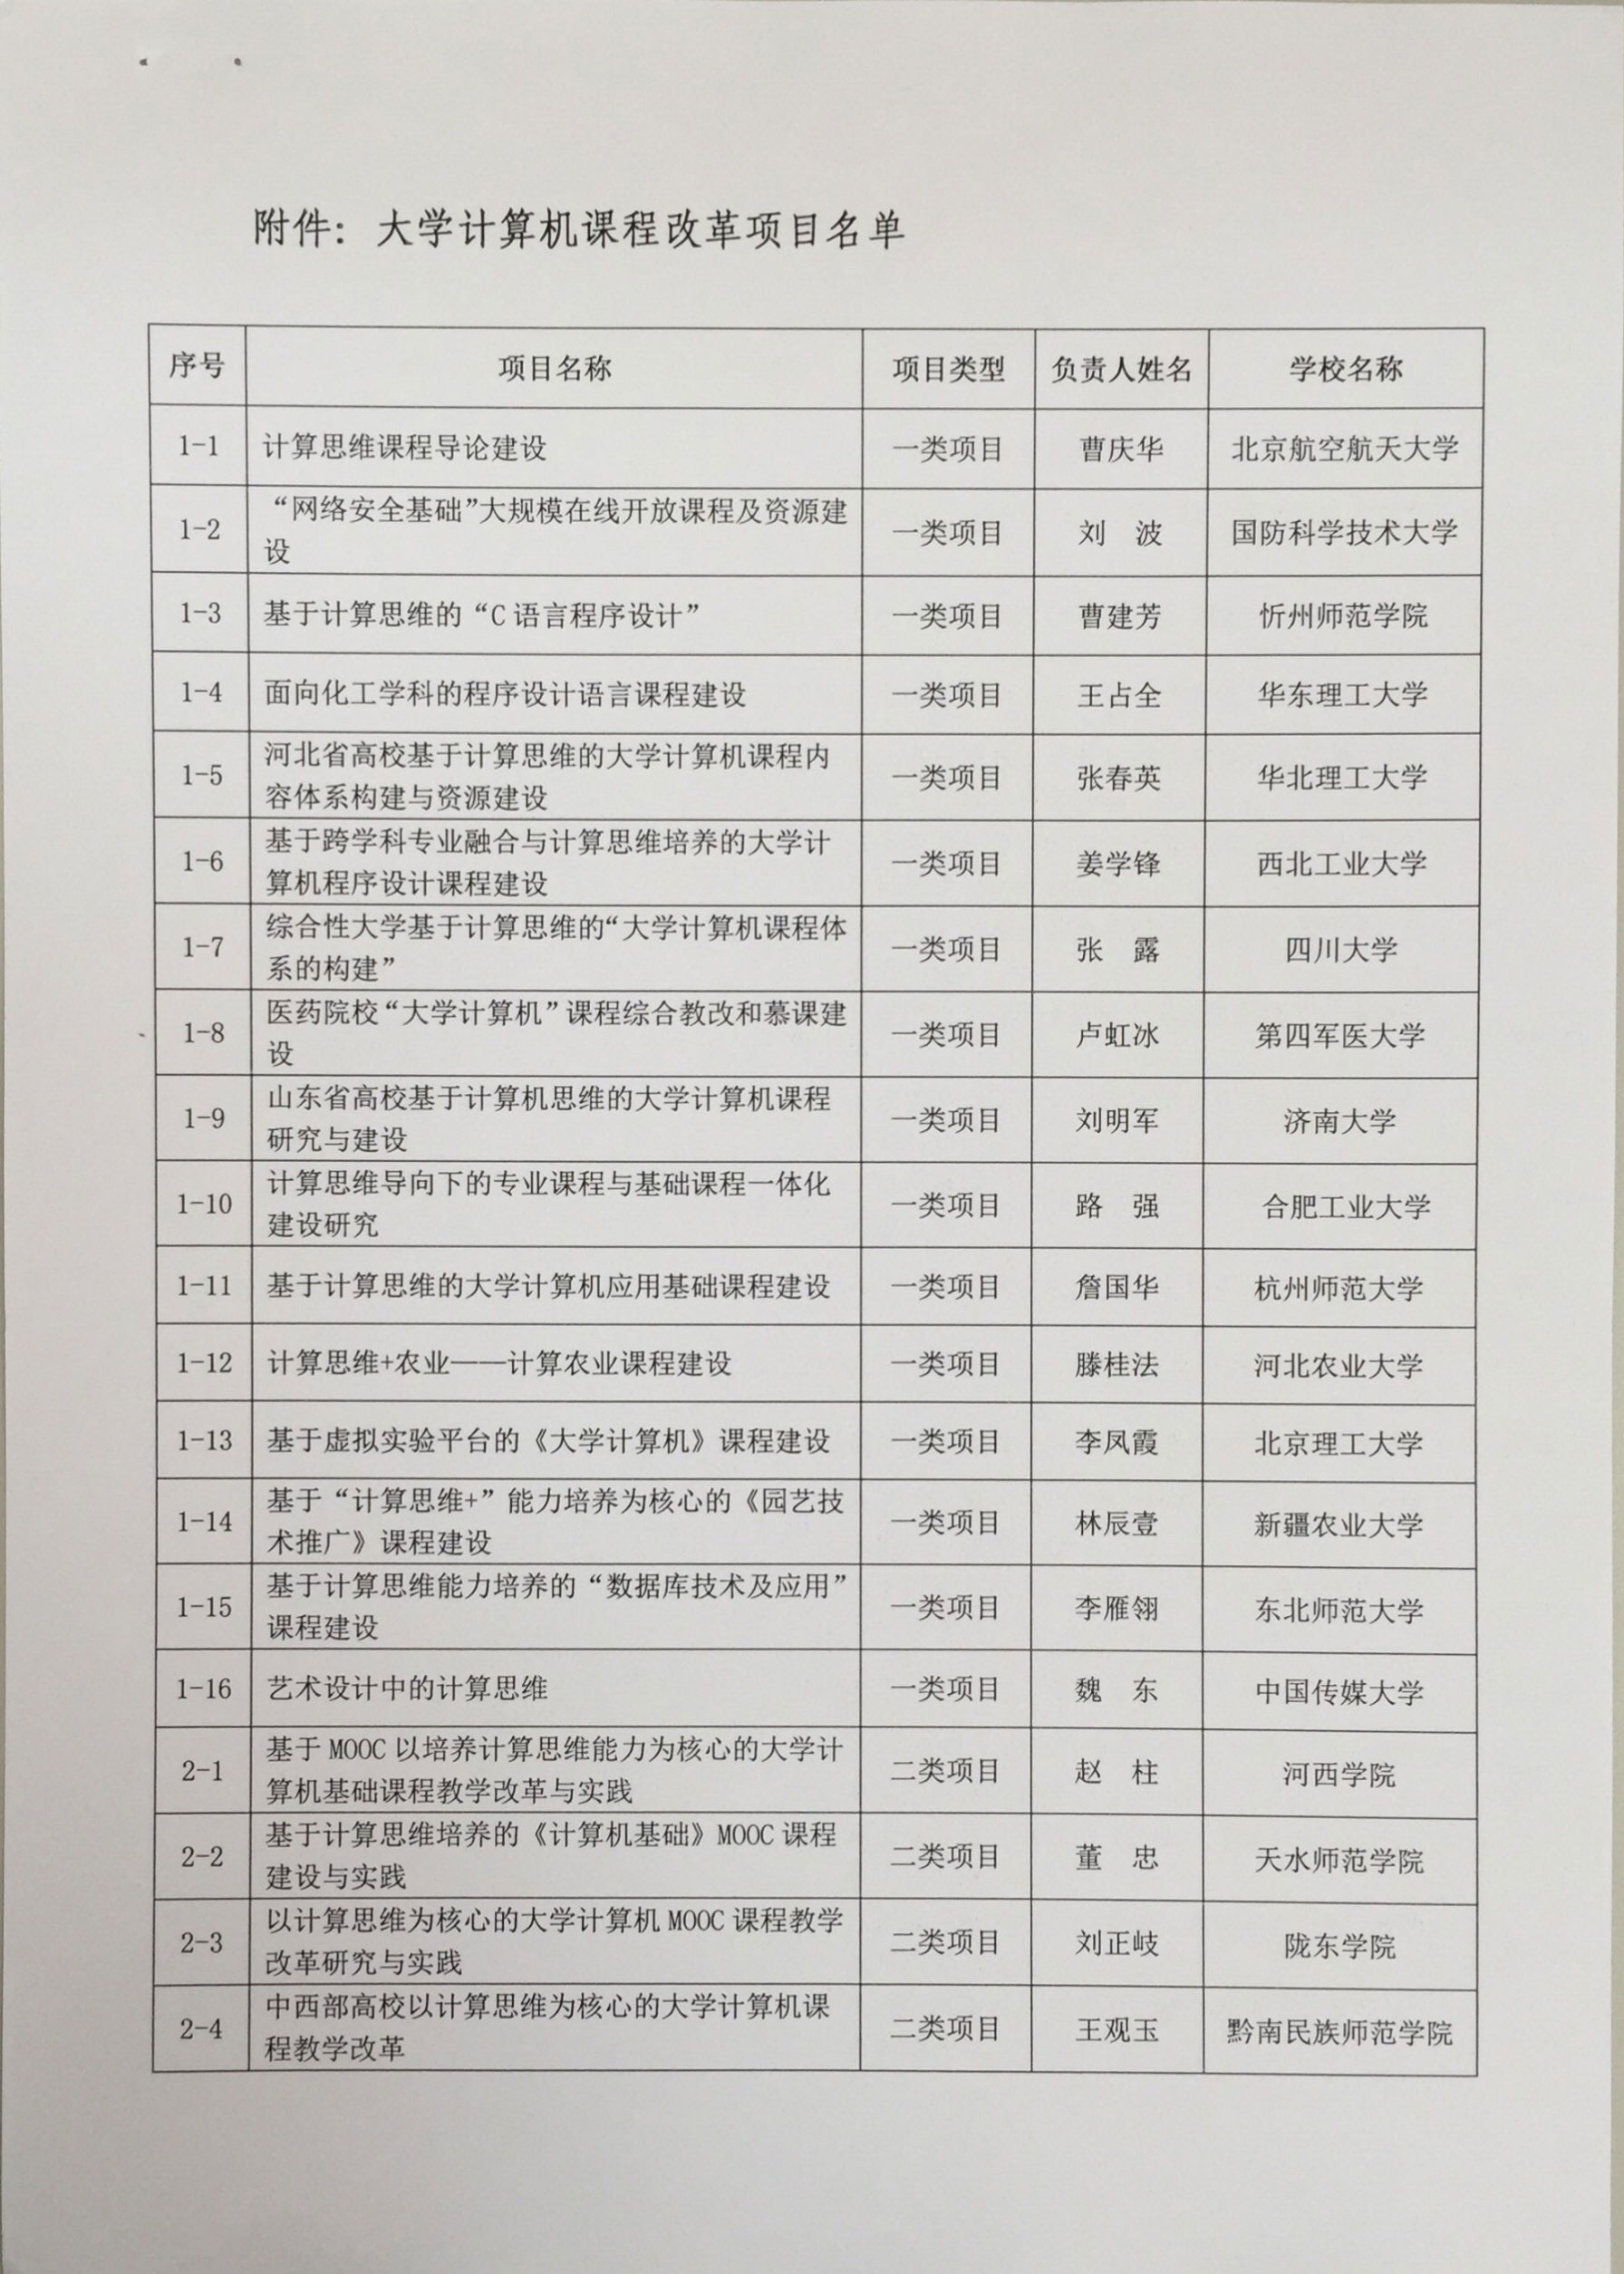 附件：大学计算机课程改革项目名单
序号 项目名称 项目类型 负责人姓名 学校名称
1-1 计算思维课程导论建设 一类项目 曹庆华 北京航空航天大学
“网络安全基础”大规模在线开放课程及资源建
1-2 一类项目 刘 波 国防科学技术大学
设
1-3 基于计算思维的“C 语言程序设计” 一类项目 曹建芳 忻州师范学院
1-4 面向化工学科的程序设计语言课程建设 一类项目 王占全 华东理工大学
河北省高校基于计算思维的大学计算机课程内
1-5 一类项目 张春英 华北理工大学
容体系构建与资源建设
基于跨学科专业融合与计算思维培养的大学计
1-6 一类项目 姜学锋 西北工业大学
算机程序设计课程建设
综合性大学基于计算思维的“大学计算机课程体
1-7 一类项目 张 露 四川大学
系的构建”
医药院校“大学计算机”课程综合教改和慕课建
1-8 一类项目 卢虹冰 第四军医大学
设
山东省高校基于计算机思维的大学计算机课程
1-9 一类项目 刘明军 济南大学
研究与建设
计算思维导向下的专业课程与基础课程一体化
1-10 一类项目 路 强 合肥工业大学
建设研究
1-11 基于计算思维的大学计算机应用基础课程建设 一类项目 詹国华 杭州师范大学
1-12 计算思维+农业——计算农业课程建设 一类项目 滕桂法 河北农业大学
1-13 基于虚拟实验平台的《大学计算机》课程建设 一类项目 李凤霞 北京理工大学
基于“计算思维+”能力培养为核心的《园艺技
1-14 一类项目 林辰壹 新疆农业大学
术推广》课程建设
基于计算思维能力培养的“数据库技术及应用”
1-15 一类项目 李雁翎 东北师范大学
课程建设
1-16 艺术设计中的计算思维 一类项目 魏 东 中国传媒大学
基于 MOOC 以培养计算思维能力为核心的大学计
2-1 二类项目 赵 柱 河西学院
算机基础课程教学改革与实践
基于计算思维培养的《计算机基础》MOOC 课程
2-2 二类项目 董 忠 天水师范学院
建设与实践
以计算思维为核心的大学计算机 MOOC 课程教学
2-3 二类项目 刘正岐 陇东学院
改革研究与实践
中西部高校以计算思维为核心的大学计算机课
2-4 二类项目 王观玉 黔南民族师范学院
程教学改革